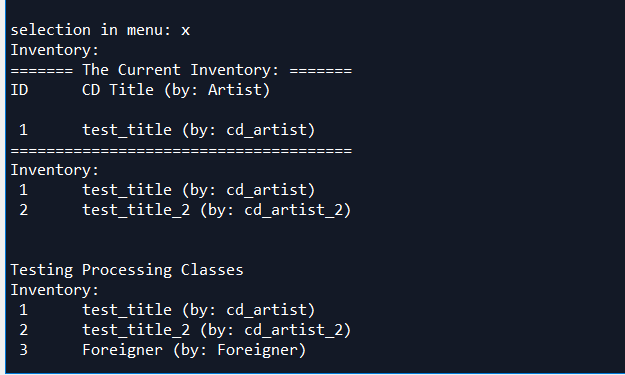 selection in menu: x
Inventory:
======= The Current Inventory: =======
ID      CD Title (by: Artist)
 1      test_title (by: cd_artist)
======================================
Inventory:
 1      test_title (by: cd_artist)
 2      test_title_2 (by: cd_artist_2)
Testing Processing Classes
Inventory:
 1      test_title (by: cd_artist)
 2      test_title_2 (by: cd_artist_2)
 3      Foreigner (by: Foreigner)